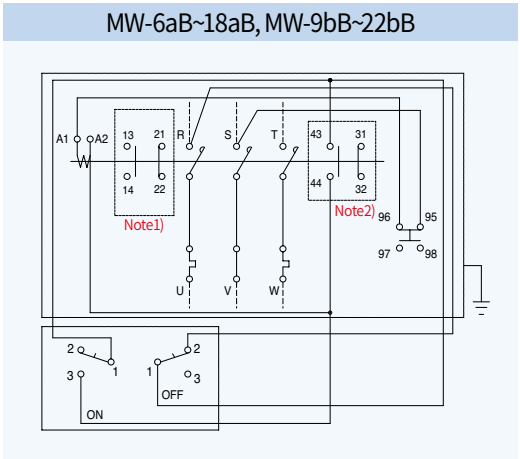 MW-6aB~18aB, MW-9bB~22bB
A1 A2 13 21 R S T 43 31
14 22 44 32
Note1) Note2)
96 95
97 98
U V W
2 1 1 2
3 3
ON OFF